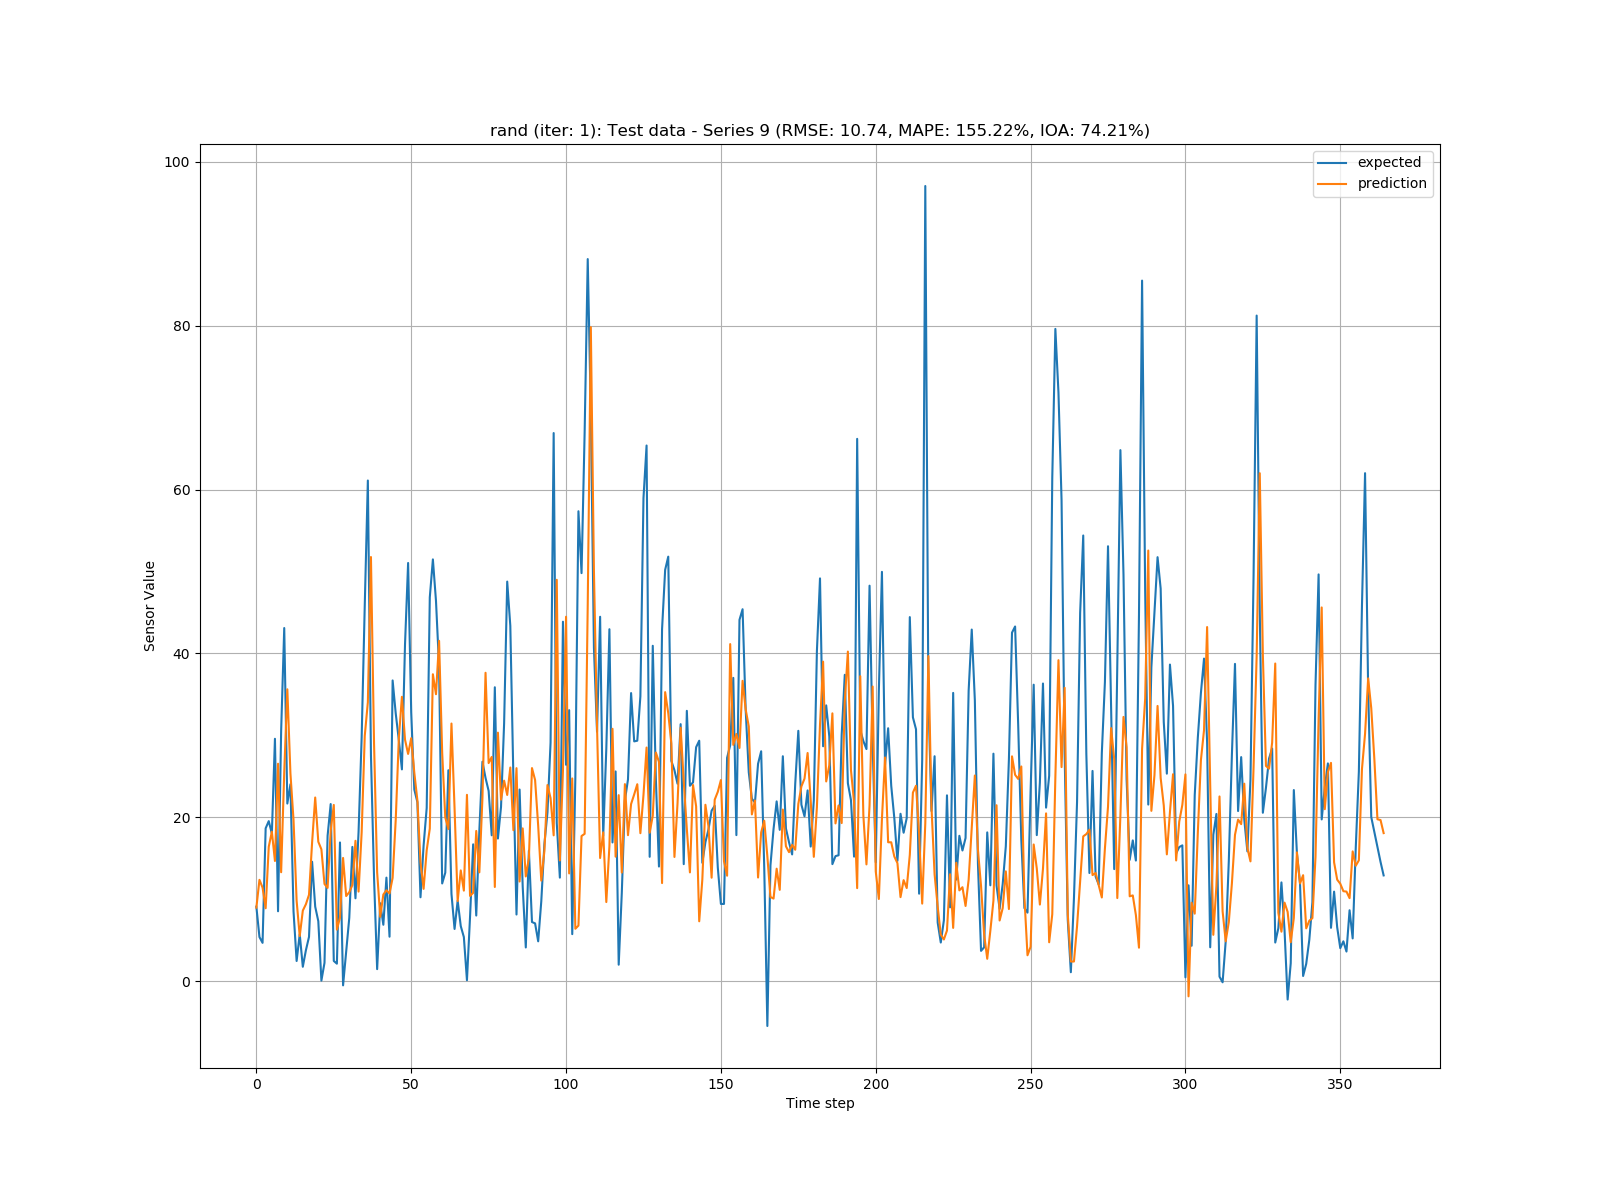 rand (iter: 1): Test data - Series 9 (RMSE: 10.74, MAPE: 155.22%, IOA: 74.21%)
expected
prediction
100
80
60
40
20
0
Sensor Value
0 50 100 150 200 250 300 350
Time step